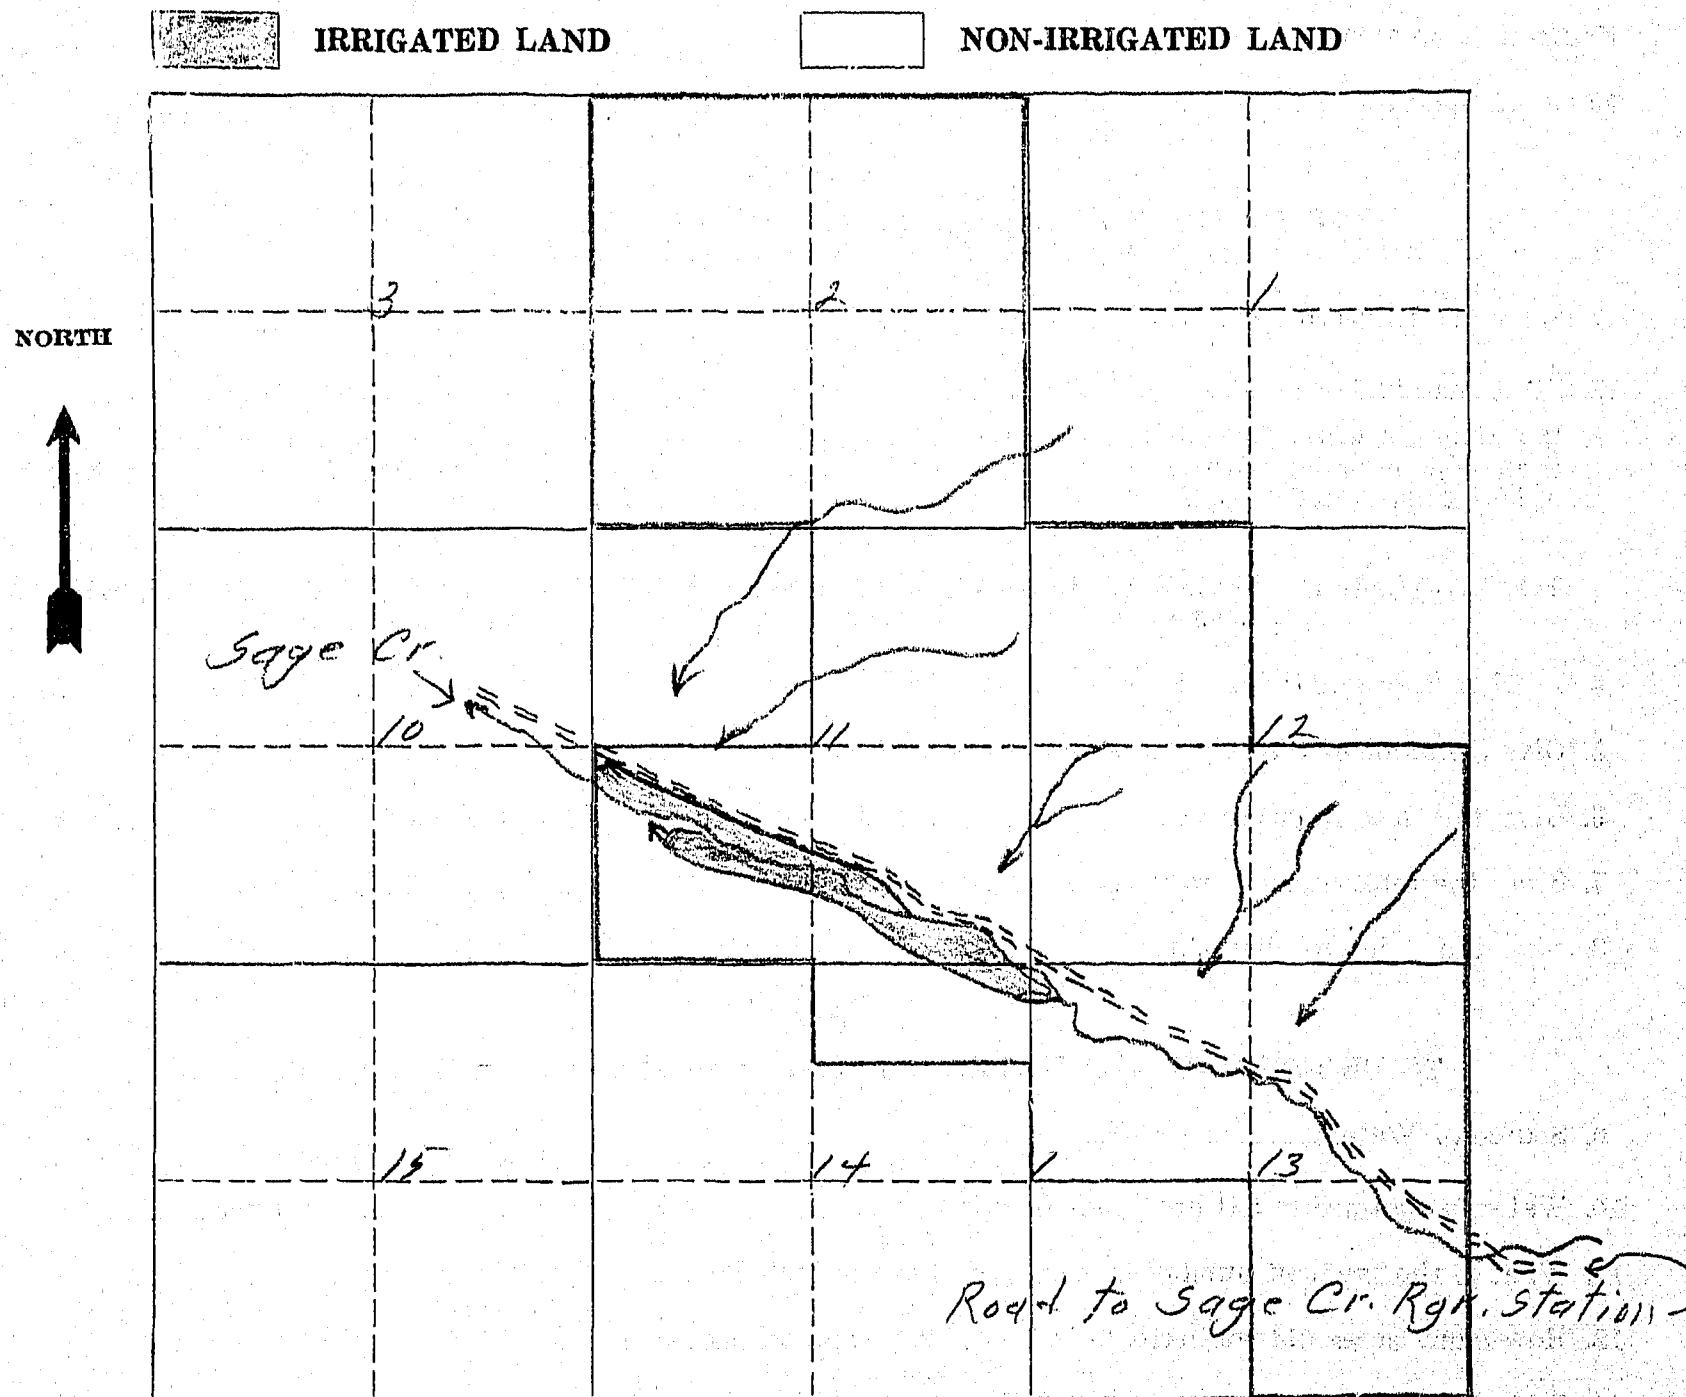 IRRIGATED LAND
NON-IRRIGATED LAND
3
2
1
NORTH
Sage Cr.
10
11
12
15
14
13
Road to Sage Cr. Rgr. Station